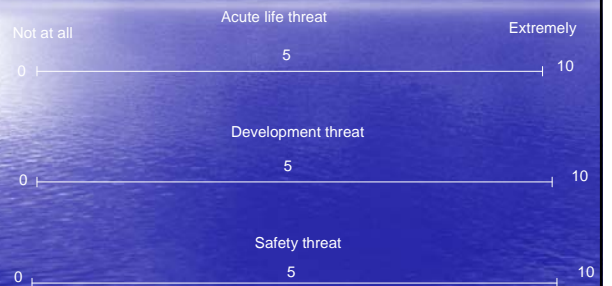 Acute life threat
Not at all Extremely
5
0 10
Development threat
5
0 10
Safety threat
5
0 10